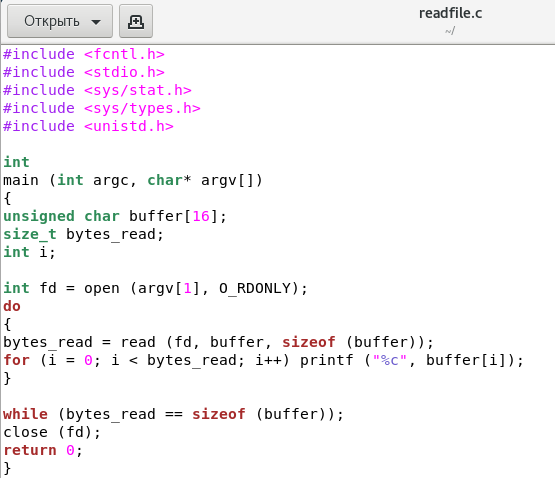 Открыть
readfile.c
~/
#include <fcntl.h>
#include <stdio.h>
#include <sys/stat.h>
#include <sys/types.h>
#include <unistd.h>
int
main (int argc, char* argv[])
{
unsigned char buffer[16];
size_t bytes_read;
int i;
int fd = open (argv[1], O_RDONLY);
do
{
bytes_read = read (fd, buffer, sizeof (buffer));
for (i = 0; i < bytes_read; i++) printf ("%c", buffer[i]);
}
while (bytes_read == sizeof (buffer));
close (fd);
return 0;
}